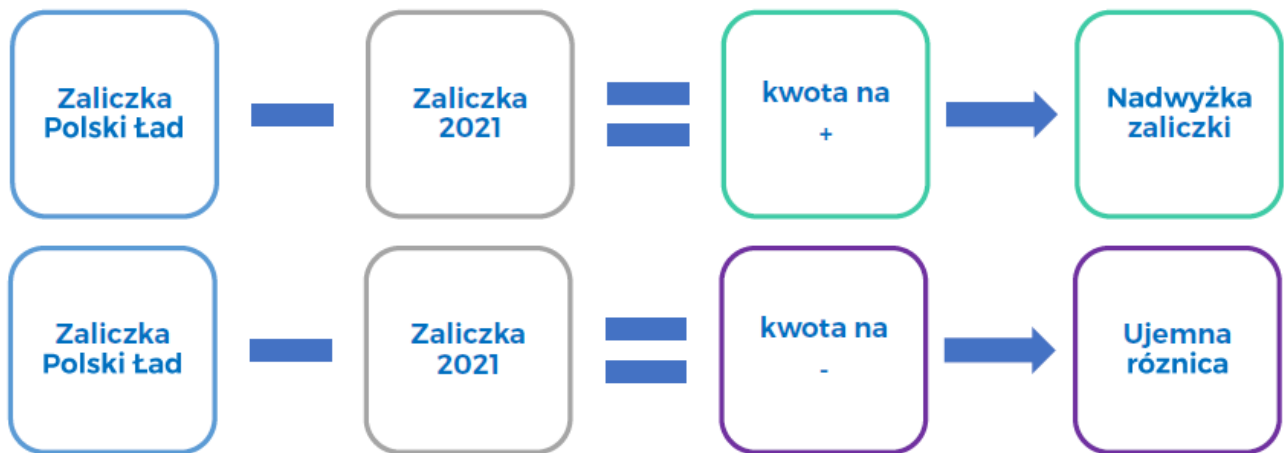 Zaliczka
Polski Ład
Zaliczka
2021
kwota na
+
Nadwyżka
zaliczki
Zaliczka
Polski Ład
Zaliczka
2021
kwota na
-
Ujemna
róznica